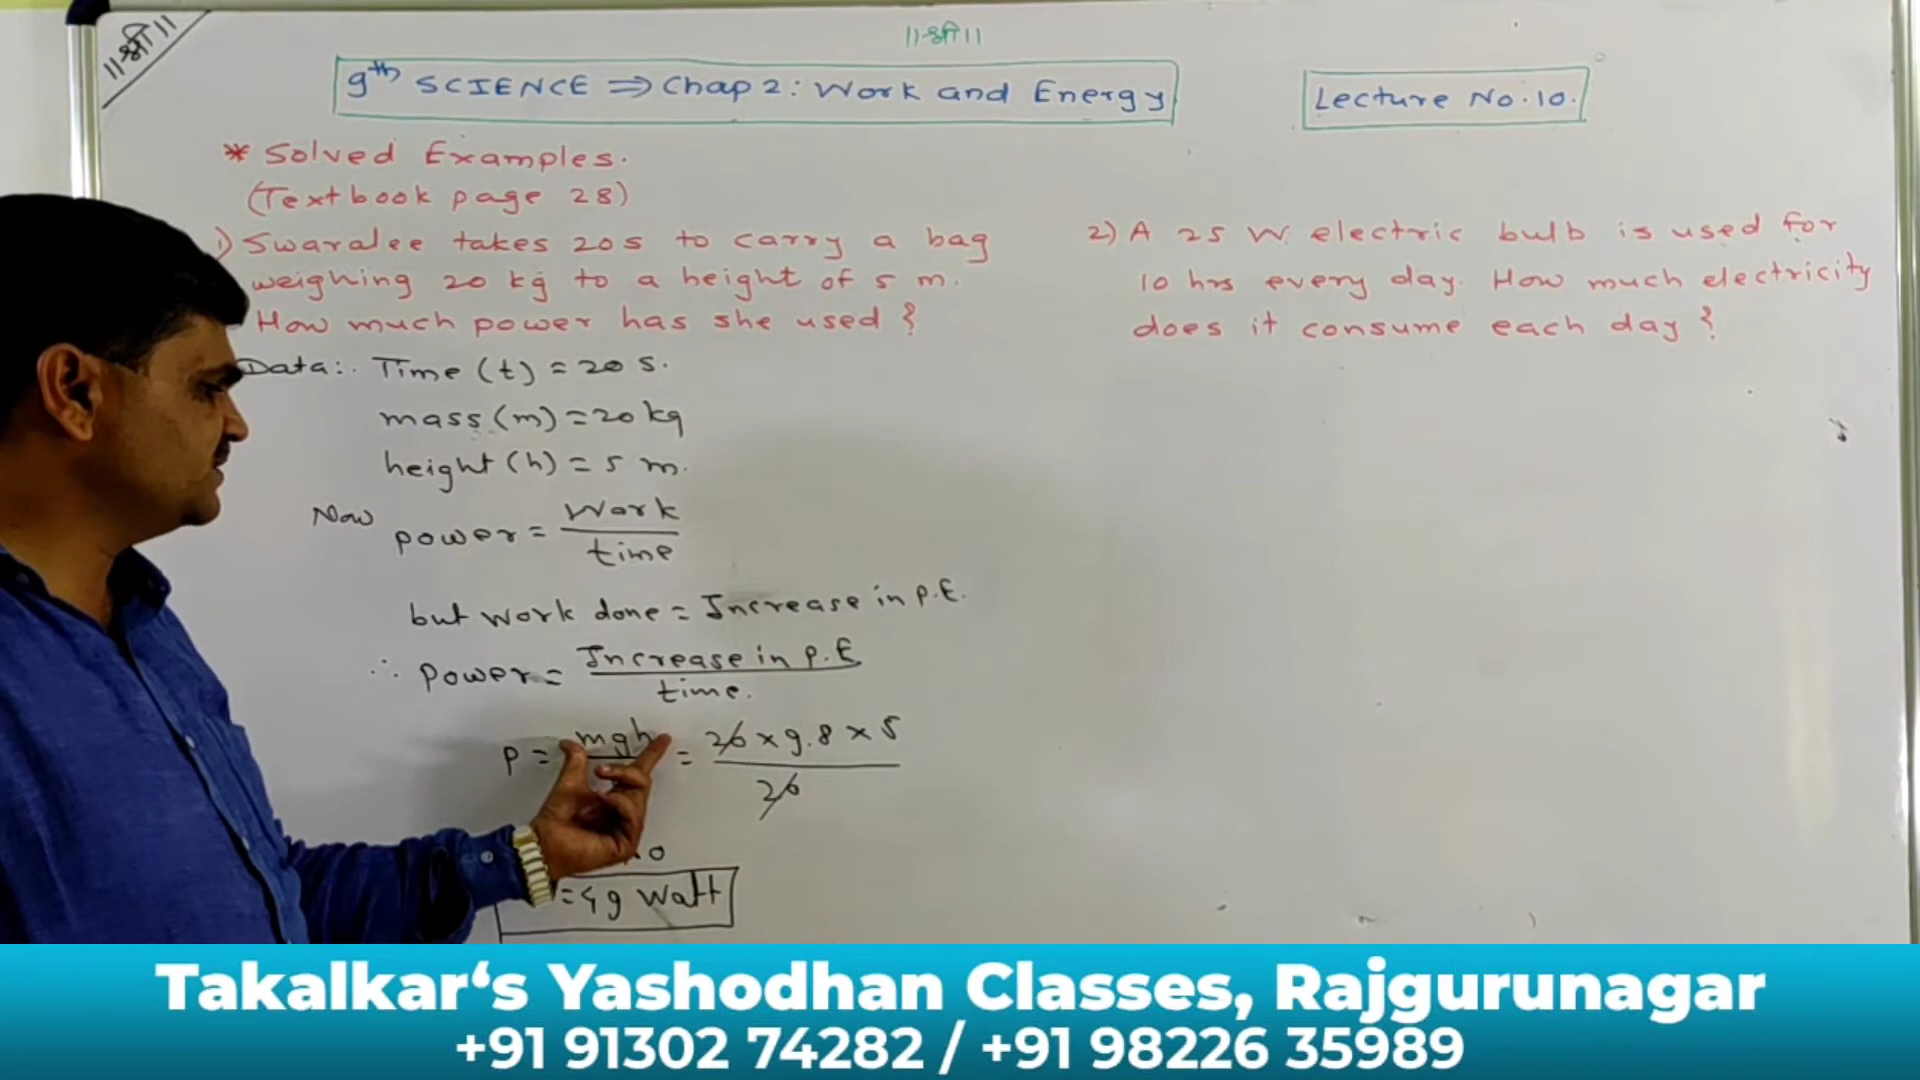 ॥श्री॥
॥श्री॥
9th SCIENCE ⇒ Chap 2: Work and Energy
Lecture No. 10.
* Solved Examples.
(Textbook page 28)
1) Swaralee takes 20 s to carry a bag
weighing 20 kg to a height of 5 m.
How much power has she used?
Data:. Time (t) = 20 s.
mass (m) = 20 kg
height (h) = 5 m.
Now power = Work / time
but work done = Increase in P.E.
∴ Power = Increase in P.E / time.
P = mgh = 20 × 9.8 × 5 / 20
= 49 Watt
2) A 25 W. electric bulb is used for
10 hrs every day. How much electricity
does it consume each day?
Takalkar‘s Yashodhan Classes, Rajgurunagar
+91 91302 74282 / +91 98226 35989